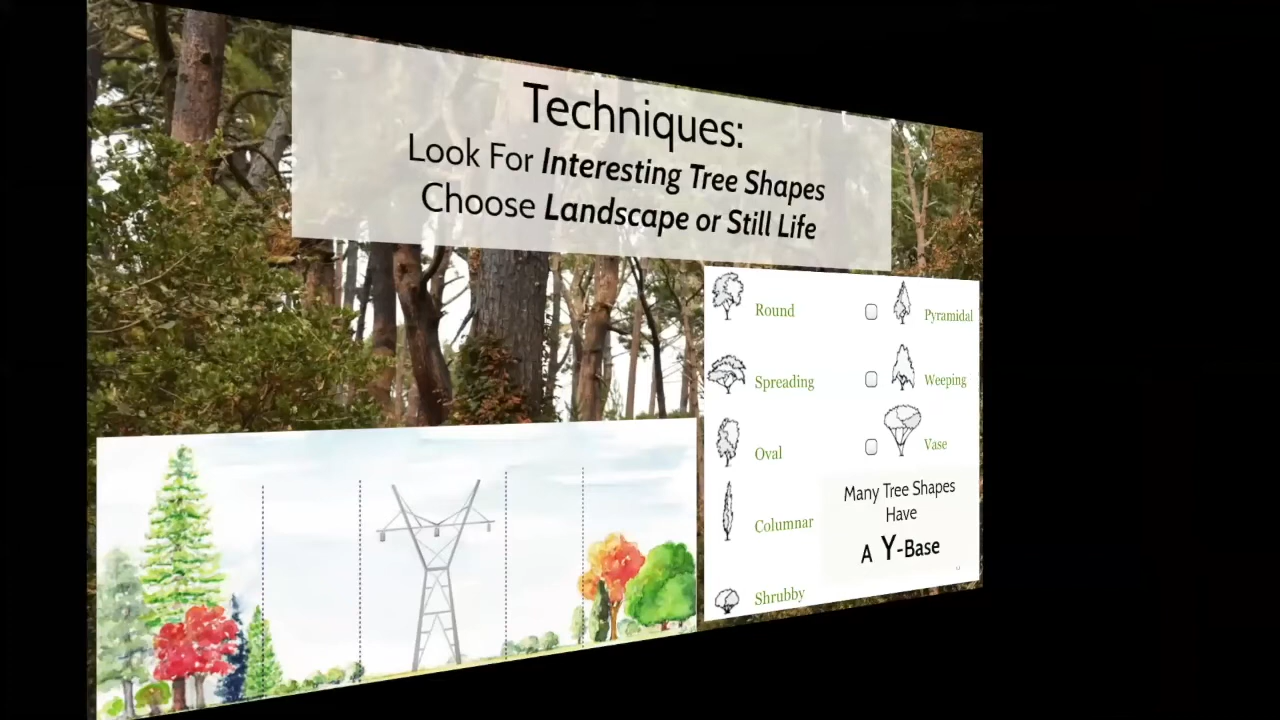 Techniques:
Look For Interesting Tree Shapes
Choose Landscape or Still Life
Round
Pyramidal
Spreading
Weeping
Oval
Vase
Columnar
Many Tree Shapes
Have
A Y-Base
Shrubby